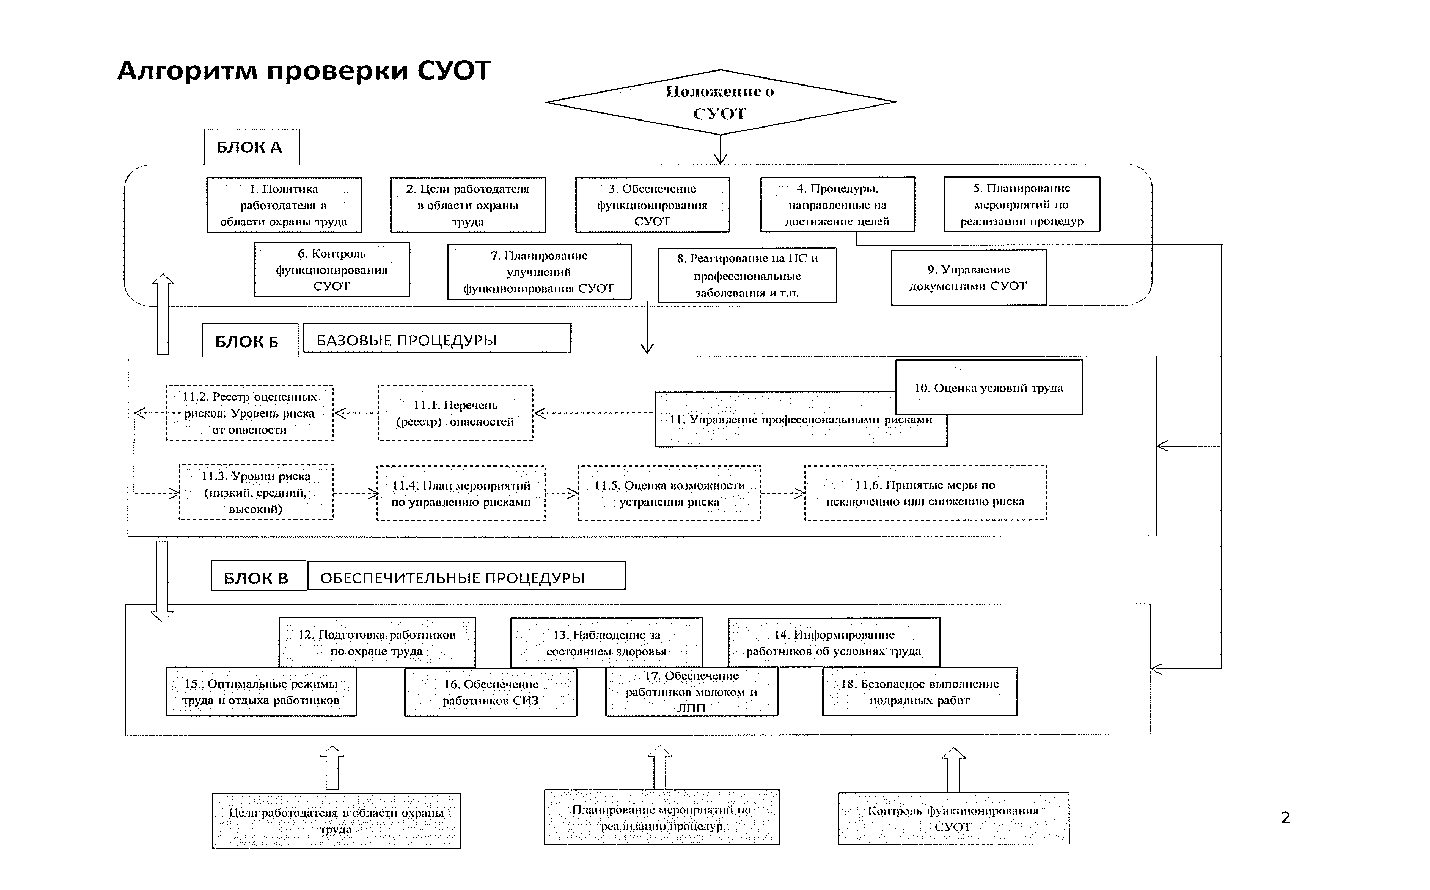 Алгоритм проверки СУОТ
Положение о
СУОТ
БЛОК А
1. Политика
работодателя в
области охраны труда
2. Цели работодателя
в области охраны
труда
3. Обеспечение
функционирования
СУОТ
4. Процедуры,
направленные на
достижение целей
5. Планирование
мероприятий по
реализации процедур
6. Контроль
функционирования
СУОТ
7. Планирование
улучшений
функционирования СУОТ
8. Реагирование на НС и
профессиональные
заболевания и т.п.
9. Управление
документами СУОТ
БЛОК Б
БАЗОВЫЕ ПРОЦЕДУРЫ
10. Оценка условий труда
11. Управление профессиональными рисками
11.1. Перечень
(реестр) опасностей
11.2. Реестр оцененных
рисков; Уровень риска
от опасности
11.3. Уровни риска
(низкий, средний,
высокий)
11.4. План мероприятий
по управлению рисками
11.5. Оценка возможности
устранения риска
11.6. Принятые меры по
исключению или снижению риска
БЛОК В
ОБЕСПЕЧИТЕЛЬНЫЕ ПРОЦЕДУРЫ
12. Подготовка работников
по охране труда
13. Наблюдение за
состоянием здоровья
14. Информирование
работников об условиях труда
15. Оптимальные режимы
труда и отдыха работников
16. Обеспечение
работников СИЗ
17. Обеспечение
работников молоком и
ЛПП
18. Безопасное выполнение
подрядных работ
Цели работодателя в области охраны
труда
Планирование мероприятий по
реализации процедур
Контроль функционирования
СУОТ
2